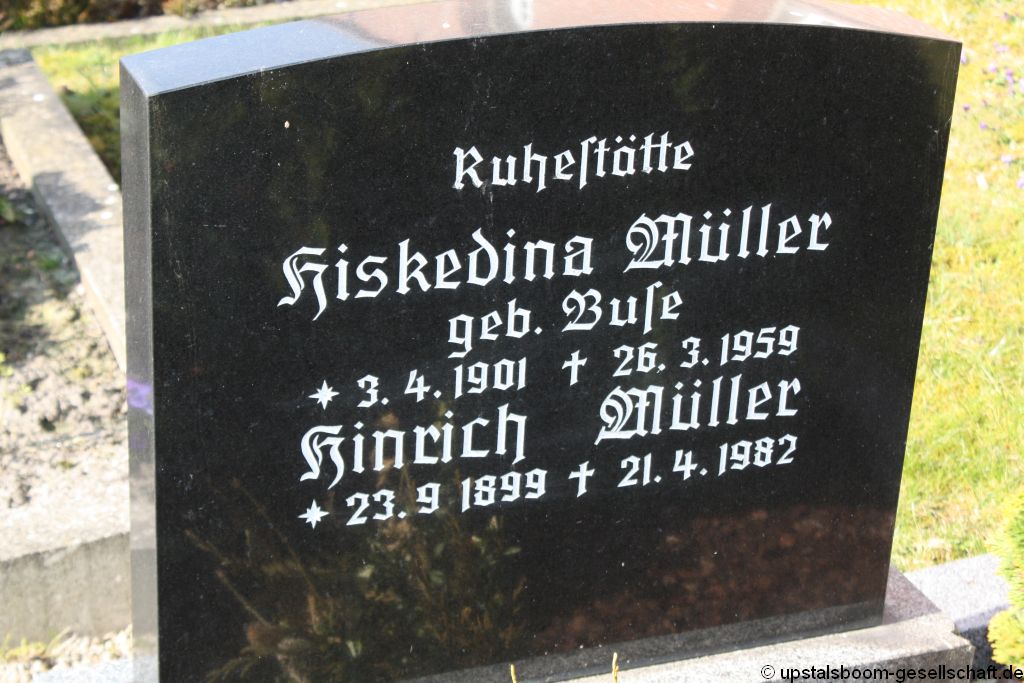 Ruheſtätte
Hiskedina Müller
geb. Buſe
* 3. 4. 1901 † 26. 3. 1959
Hinrich Müller
* 23. 9 1899 † 21. 4. 1982
© upstalsboom-gesellschaft.de